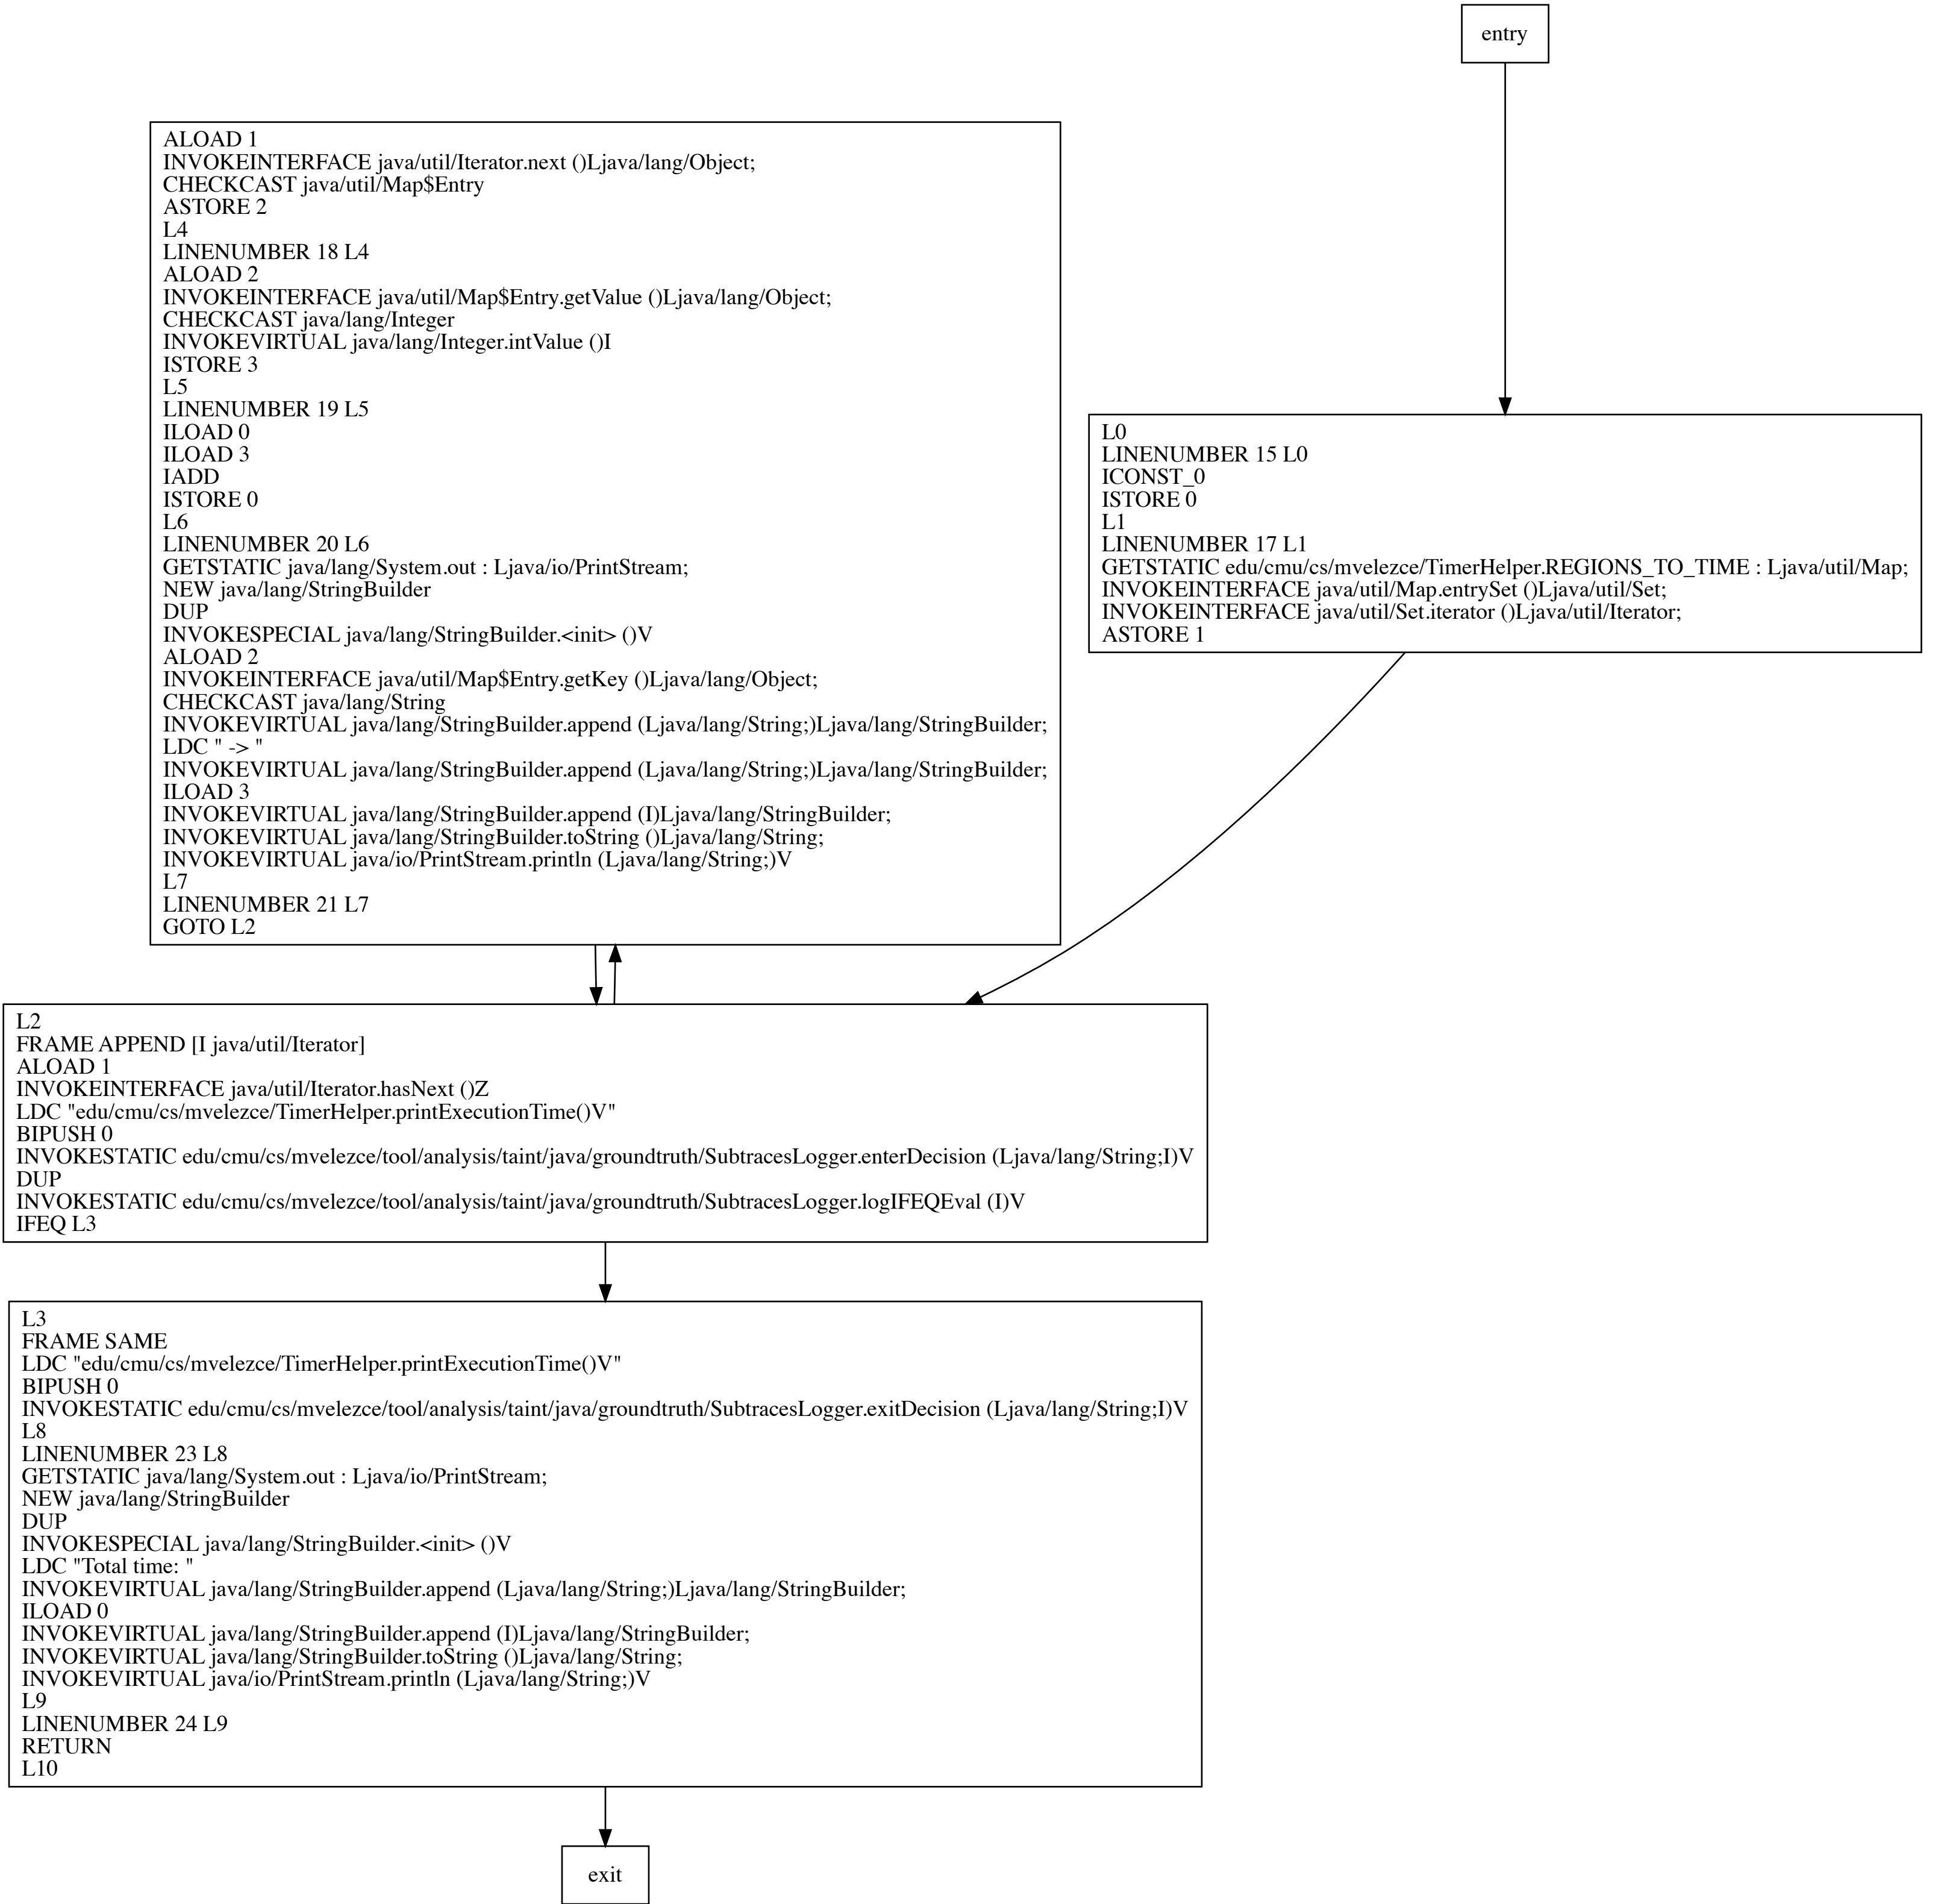 entry
ALOAD 1
INVOKEINTERFACE java/util/Iterator.next ()Ljava/lang/Object;
CHECKCAST java/util/Map$Entry
ASTORE 2
L4
LINENUMBER 18 L4
ALOAD 2
INVOKEINTERFACE java/util/Map$Entry.getValue ()Ljava/lang/Object;
CHECKCAST java/lang/Integer
INVOKEVIRTUAL java/lang/Integer.intValue ()I
ISTORE 3
L5
LINENUMBER 19 L5
ILOAD 0
ILOAD 3
IADD
ISTORE 0
L6
LINENUMBER 20 L6
GETSTATIC java/lang/System.out : Ljava/io/PrintStream;
NEW java/lang/StringBuilder
DUP
INVOKESPECIAL java/lang/StringBuilder.<init> ()V
ALOAD 2
INVOKEINTERFACE java/util/Map$Entry.getKey ()Ljava/lang/Object;
CHECKCAST java/lang/String
INVOKEVIRTUAL java/lang/StringBuilder.append (Ljava/lang/String;)Ljava/lang/StringBuilder;
LDC " -> "
INVOKEVIRTUAL java/lang/StringBuilder.append (Ljava/lang/String;)Ljava/lang/StringBuilder;
ILOAD 3
INVOKEVIRTUAL java/lang/StringBuilder.append (I)Ljava/lang/StringBuilder;
INVOKEVIRTUAL java/lang/StringBuilder.toString ()Ljava/lang/String;
INVOKEVIRTUAL java/io/PrintStream.println (Ljava/lang/String;)V
L7
LINENUMBER 21 L7
GOTO L2
L0
LINENUMBER 15 L0
ICONST_0
ISTORE 0
L1
LINENUMBER 17 L1
GETSTATIC edu/cmu/cs/mvelezce/TimerHelper.REGIONS_TO_TIME : Ljava/util/Map;
INVOKEINTERFACE java/util/Map.entrySet ()Ljava/util/Set;
INVOKEINTERFACE java/util/Set.iterator ()Ljava/util/Iterator;
ASTORE 1
L2
FRAME APPEND [I java/util/Iterator]
ALOAD 1
INVOKEINTERFACE java/util/Iterator.hasNext ()Z
LDC "edu/cmu/cs/mvelezce/TimerHelper.printExecutionTime()V"
BIPUSH 0
INVOKESTATIC edu/cmu/cs/mvelezce/tool/analysis/taint/java/groundtruth/SubtracesLogger.enterDecision (Ljava/lang/String;I)V
DUP
INVOKESTATIC edu/cmu/cs/mvelezce/tool/analysis/taint/java/groundtruth/SubtracesLogger.logIFEQEval (I)V
IFEQ L3
L3
FRAME SAME
LDC "edu/cmu/cs/mvelezce/TimerHelper.printExecutionTime()V"
BIPUSH 0
INVOKESTATIC edu/cmu/cs/mvelezce/tool/analysis/taint/java/groundtruth/SubtracesLogger.exitDecision (Ljava/lang/String;I)V
L8
LINENUMBER 23 L8
GETSTATIC java/lang/System.out : Ljava/io/PrintStream;
NEW java/lang/StringBuilder
DUP
INVOKESPECIAL java/lang/StringBuilder.<init> ()V
LDC "Total time: "
INVOKEVIRTUAL java/lang/StringBuilder.append (Ljava/lang/String;)Ljava/lang/StringBuilder;
ILOAD 0
INVOKEVIRTUAL java/lang/StringBuilder.append (I)Ljava/lang/StringBuilder;
INVOKEVIRTUAL java/lang/StringBuilder.toString ()Ljava/lang/String;
INVOKEVIRTUAL java/io/PrintStream.println (Ljava/lang/String;)V
L9
LINENUMBER 24 L9
RETURN
L10
exit